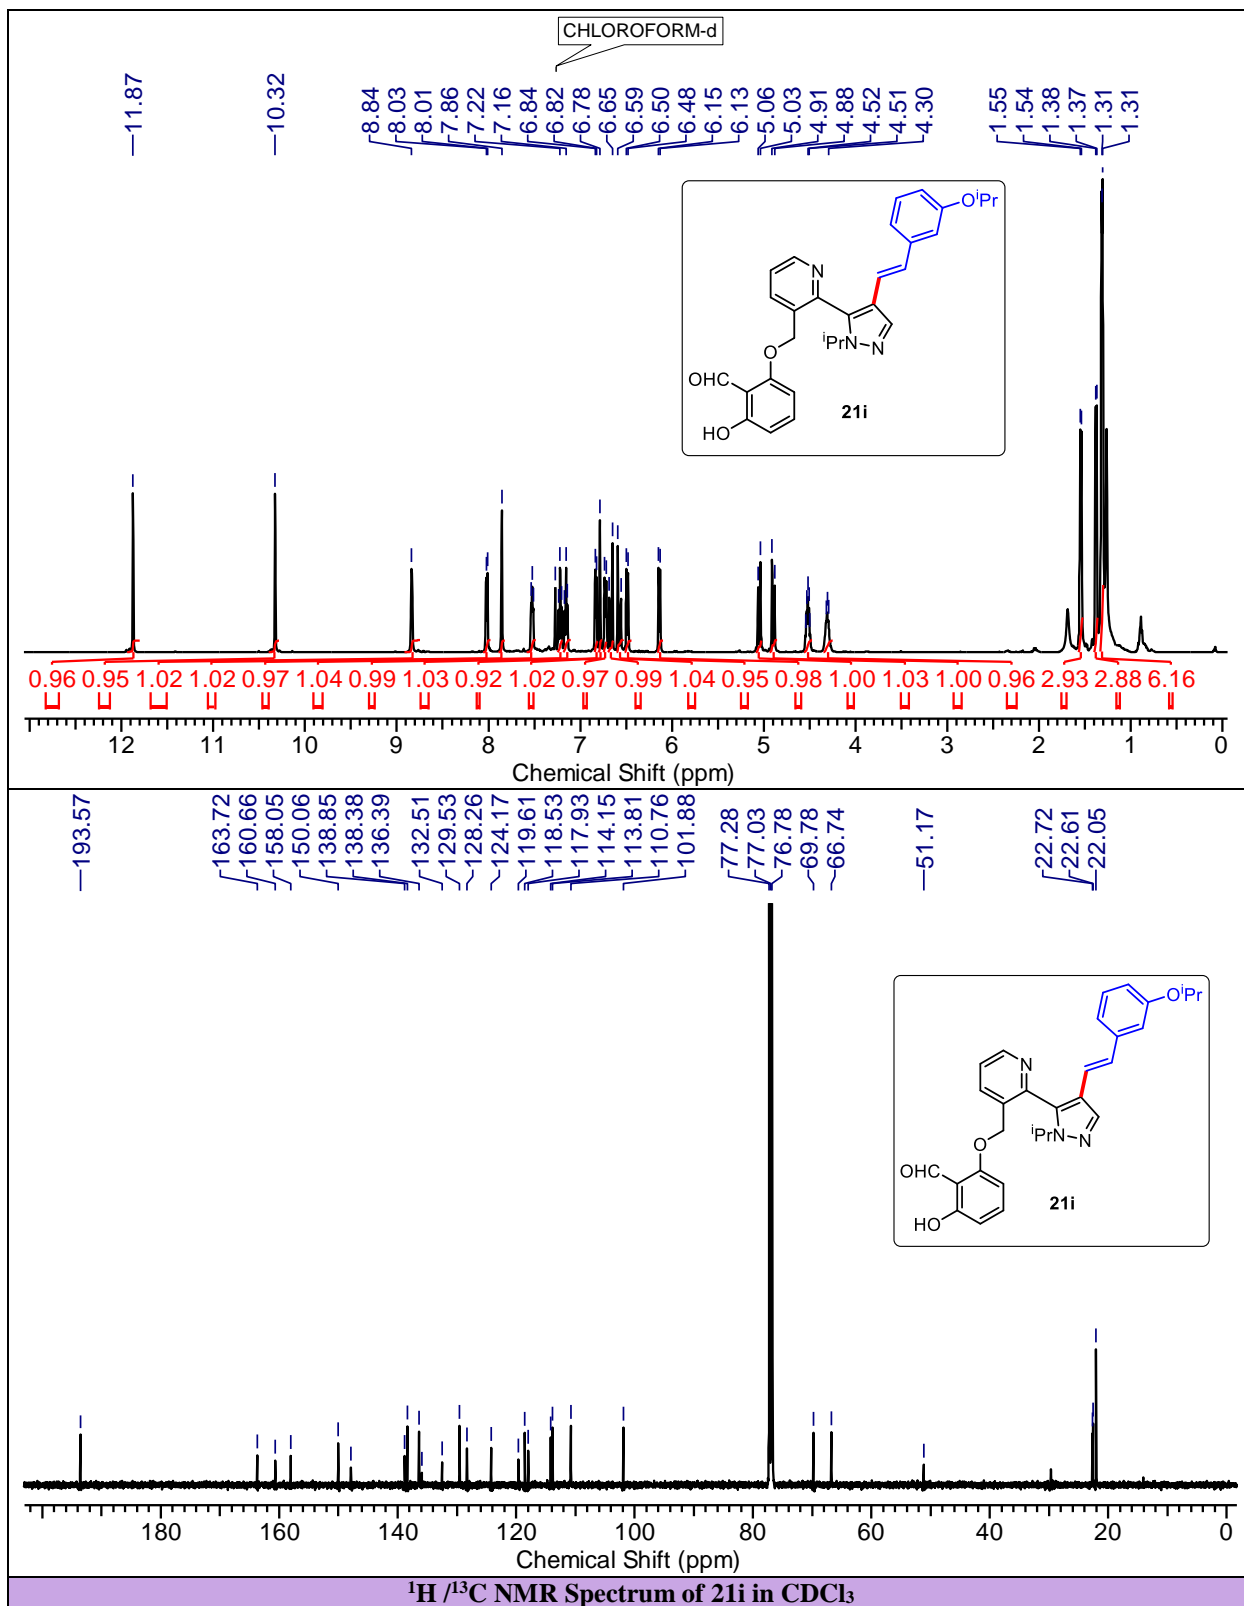 CHLOROFORM-d
11.87
10.32
8.84
8.03
8.01
7.86
7.22
7.16
6.84
6.82
6.78
6.65
6.59
6.50
6.48
6.15
6.13
5.06
5.03
4.91
4.88
4.52
4.51
4.30
1.55
1.54
1.38
1.37
1.31
1.31
OⁱPr
N
ⁱPr
N
N
O
OHC
HO
21i
0.96 0.95 1.02 1.02 0.97 1.04 0.99 1.03 0.92 1.02 0.97 0.99 1.04 0.95 0.98 1.00 1.03 1.00 0.96 2.93 2.88 6.16
12 11 10 9 8 7 6 5 4 3 2 1 0
Chemical Shift (ppm)
193.57
163.72
160.66
158.05
150.06
138.85
138.38
136.39
132.51
129.53
128.26
124.17
119.61
118.53
117.93
114.15
113.81
110.76
101.88
77.28
77.03
76.78
69.78
66.74
51.17
22.72
22.61
22.05
OⁱPr
N
ⁱPr
N
N
O
OHC
HO
21i
180 160 140 120 100 80 60 40 20 0
Chemical Shift (ppm)
¹H /¹³C NMR Spectrum of 21i in CDCl₃